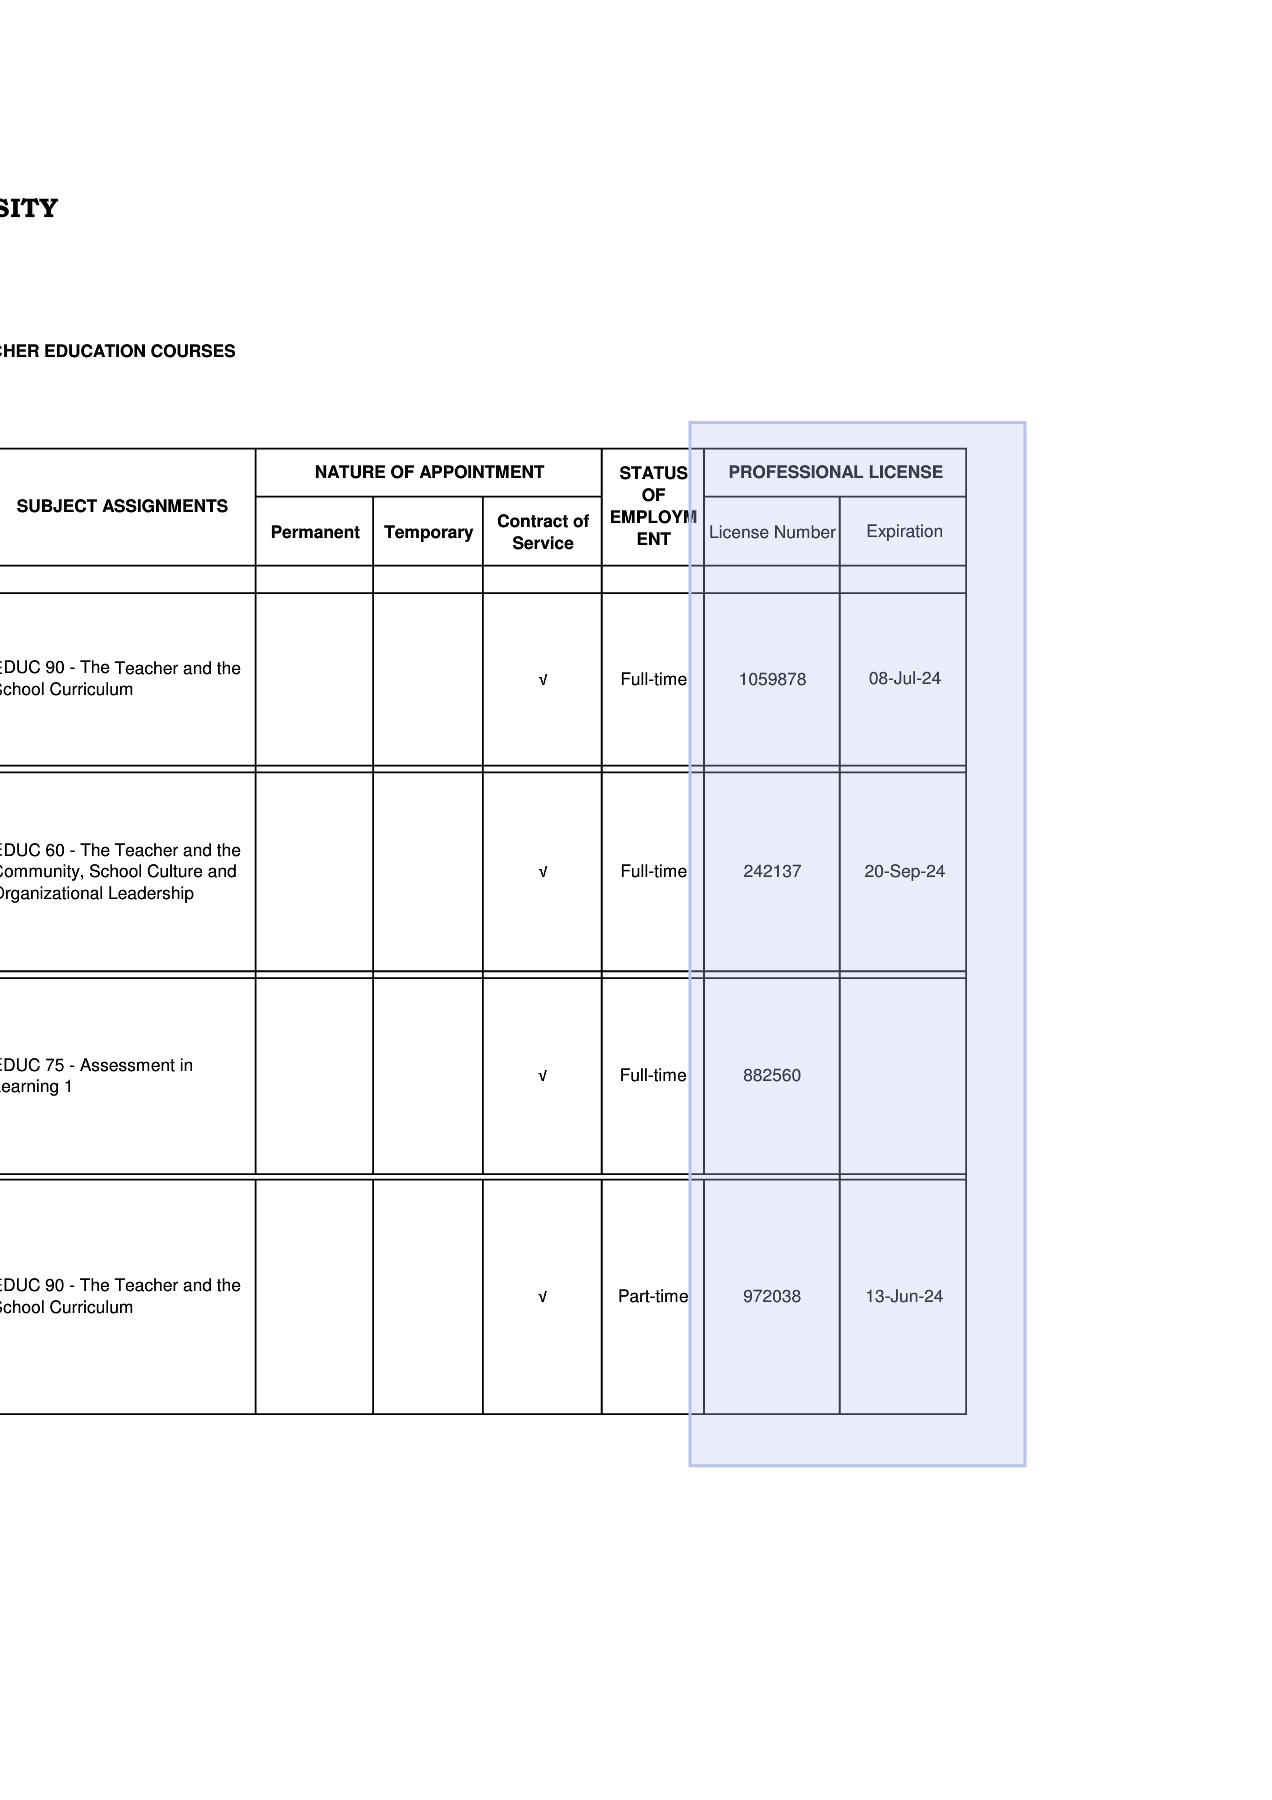 SITY
CHER EDUCATION COURSES
SUBJECT ASSIGNMENTS
NATURE OF APPOINTMENT
Permanent
Temporary
Contract of
Service
STATUS
OF
EMPLOYM
ENT
PROFESSIONAL LICENSE
License Number
Expiration
EDUC 90 - The Teacher and the
School Curriculum
√
Full-time
1059878
08-Jul-24
EDUC 60 - The Teacher and the
Community, School Culture and
Organizational Leadership
√
Full-time
242137
20-Sep-24
EDUC 75 - Assessment in
Learning 1
√
Full-time
882560
EDUC 90 - The Teacher and the
School Curriculum
√
Part-time
972038
13-Jun-24